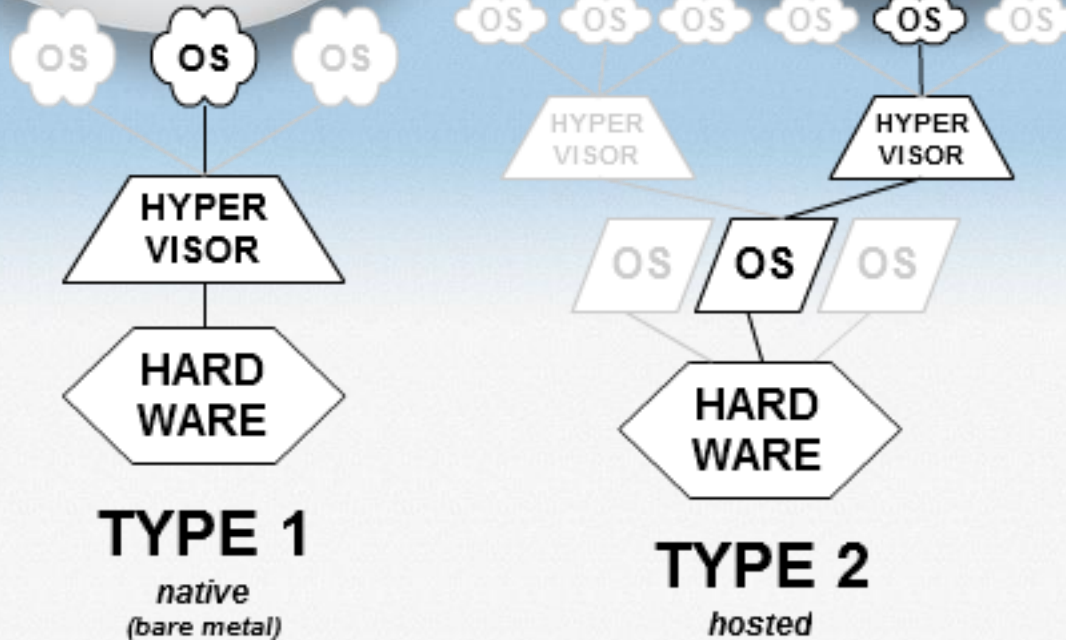 OS OS OS
HYPER
VISOR
HARD
WARE
TYPE 1
native
(bare metal)
OS OS OS OS OS OS
HYPER
VISOR
HYPER
VISOR
OS OS OS
HARD
WARE
TYPE 2
hosted